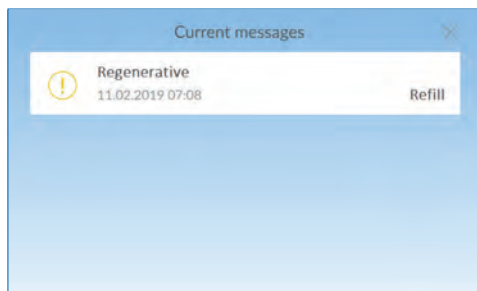 Current messages
Regenerative
11.02.2019 07:08
Refill